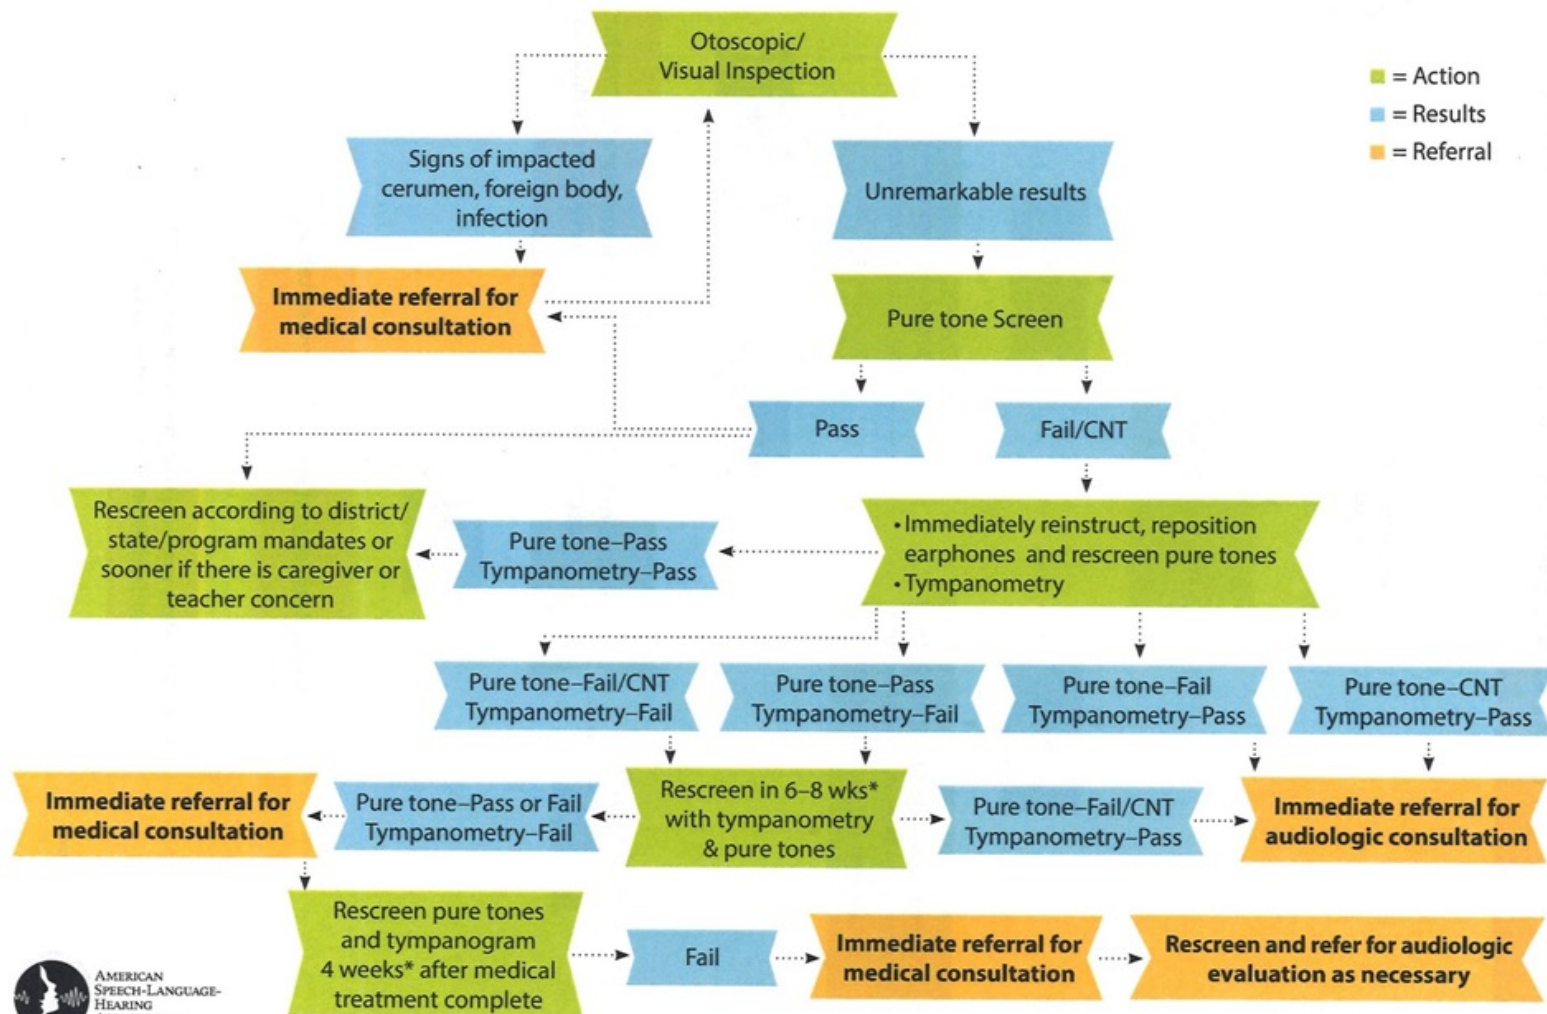 Otoscopic/
Visual Inspection
= Action
= Results
= Referral
Signs of impacted
cerumen, foreign body,
infection
Unremarkable results
Immediate referral for
medical consultation
Pure tone Screen
Pass
Fail/CNT
Rescreen according to district/
state/program mandates or
sooner if there is caregiver or
teacher concern
Pure tone–Pass
Tympanometry–Pass
• Immediately reinstruct, reposition
earphones and rescreen pure tones
• Tympanometry
Pure tone–Fail/CNT
Tympanometry–Fail
Pure tone–Pass
Tympanometry–Fail
Pure tone–Fail
Tympanometry–Pass
Pure tone–CNT
Tympanometry–Pass
Immediate referral for
medical consultation
Pure tone–Pass or Fail
Tympanometry–Fail
Rescreen in 6–8 wks*
with tympanometry
& pure tones
Pure tone–Fail/CNT
Tympanometry–Pass
Immediate referral for
audiologic consultation
Rescreen pure tones
and tympanogram
4 weeks* after medical
treatment complete
Fail
Immediate referral for
medical consultation
Rescreen and refer for audiologic
evaluation as necessary
AMERICAN
SPEECH-LANGUAGE-
HEARING